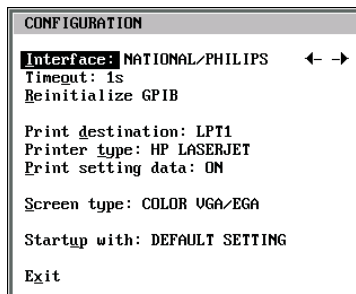 CONFIGURATION
Interface: NATIONAL/PHILIPS
Timeout: 1s
Reinitialize GPIB
Print destination: LPT1
Printer type: HP LASERJET
Print setting data: ON
Screen type: COLOR VGA/EGA
Startup with: DEFAULT SETTING
Exit